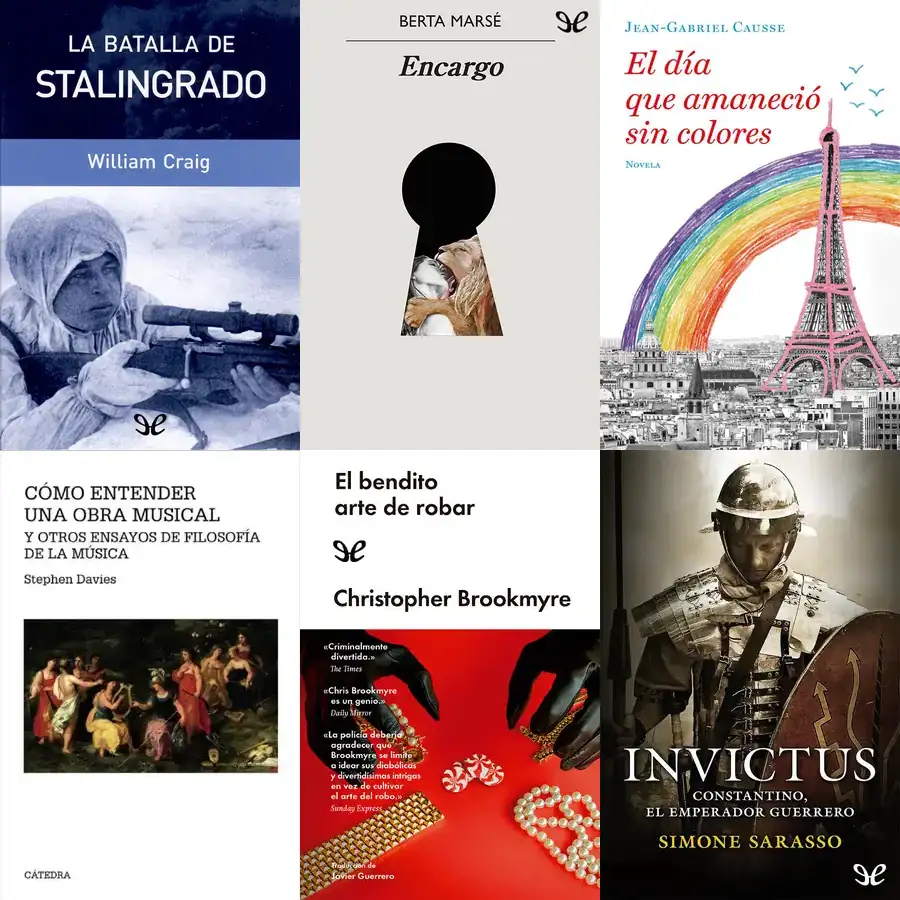 LA BATALLA DE
STALINGRADO
William Craig
BERTA MARSÉ
Encargo
JEAN-GABRIEL CAUSSE
El día
que amaneció
sin colores
NOVELA
CÓMO ENTENDER
UNA OBRA MUSICAL
Y OTROS ENSAYOS DE FILOSOFÍA
DE LA MÚSICA
Stephen Davies
CÁTEDRA
El bendito
arte de robar
Christopher Brookmyre
«Criminalmente
divertida.»
The Times
«Chris Brookmyre
es un genio.»
Daily Mirror
«La policía debería
agradecer que
Brookmyre se limite
a idear sus diabólicas
y divertidísimas intrigas
en vez de cultivar
el arte del robo.»
Sunday Express
Traducción de
Javier Guerrero
INVICTUS
CONSTANTINO,
EL EMPERADOR GUERRERO
SIMONE SARASSO